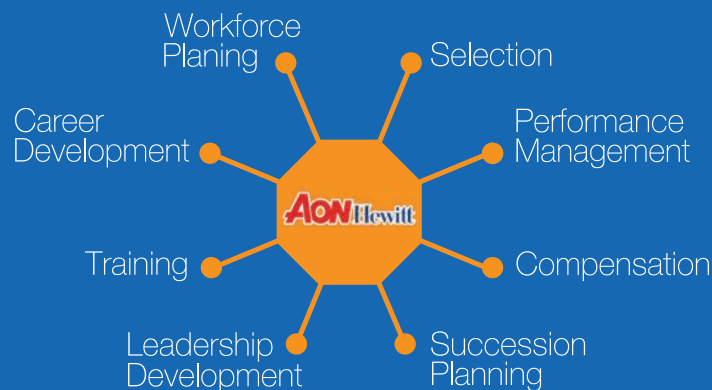 Workforce
Planing
Selection
Career
Development
Performance
Management
AON Hewitt
Training
Compensation
Leadership
Development
Succession
Planning